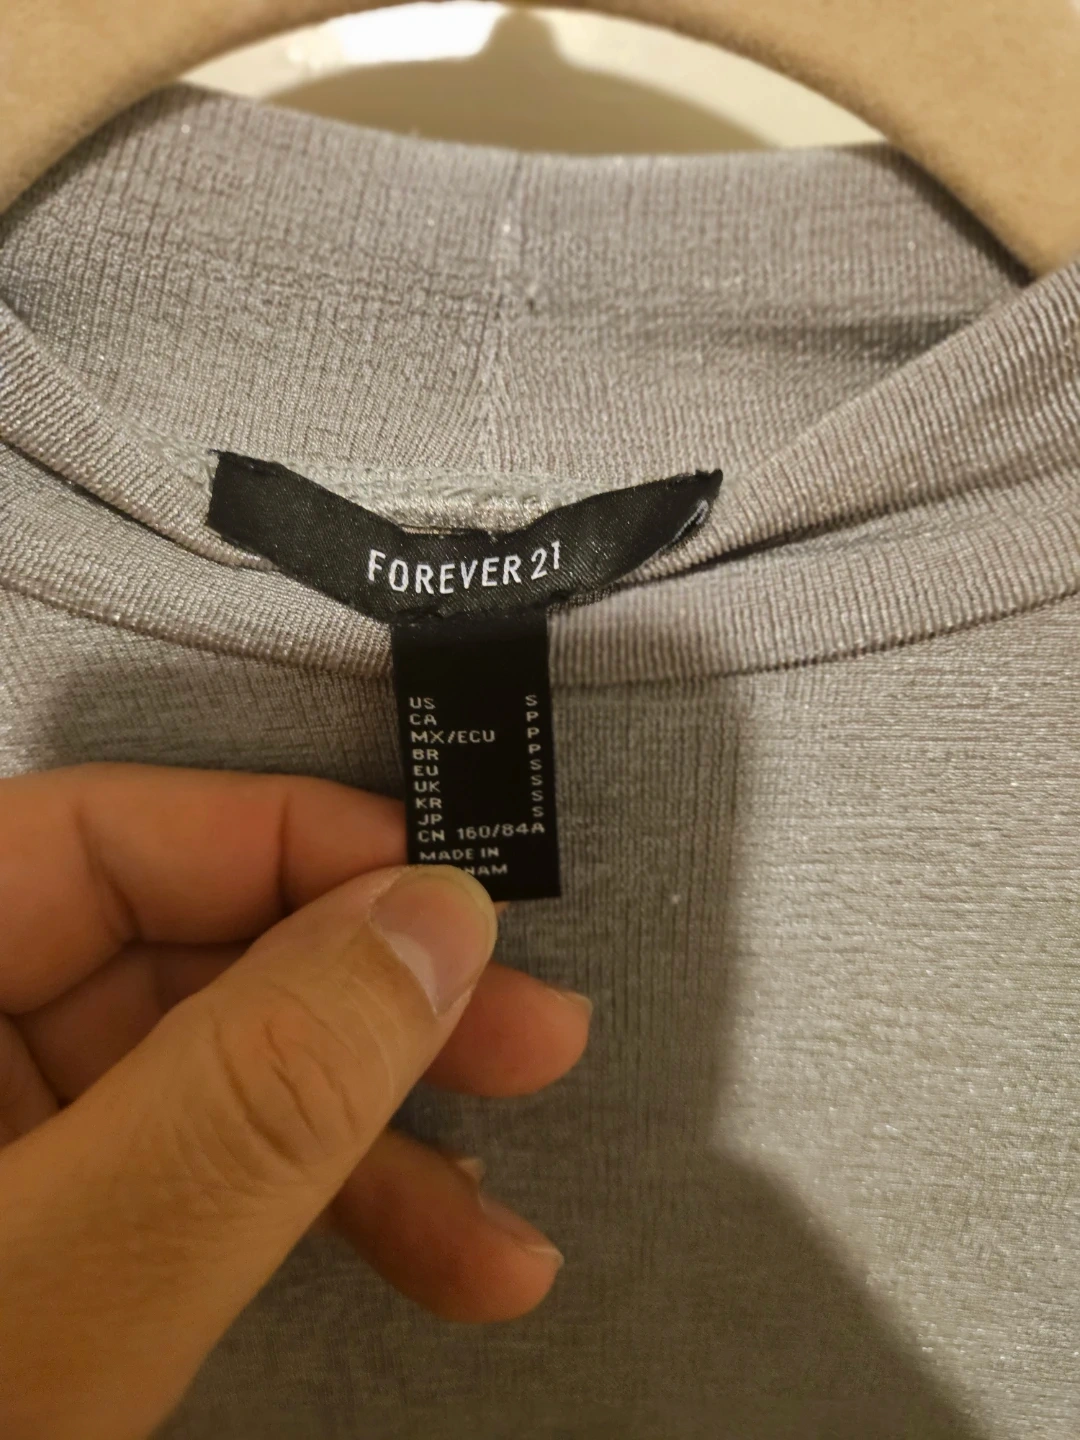 FOREVER 21
US S
CA P
MX/ECU P
BR P
EU S
UK S
KR S
JP S
CN 160/84A
MADE IN